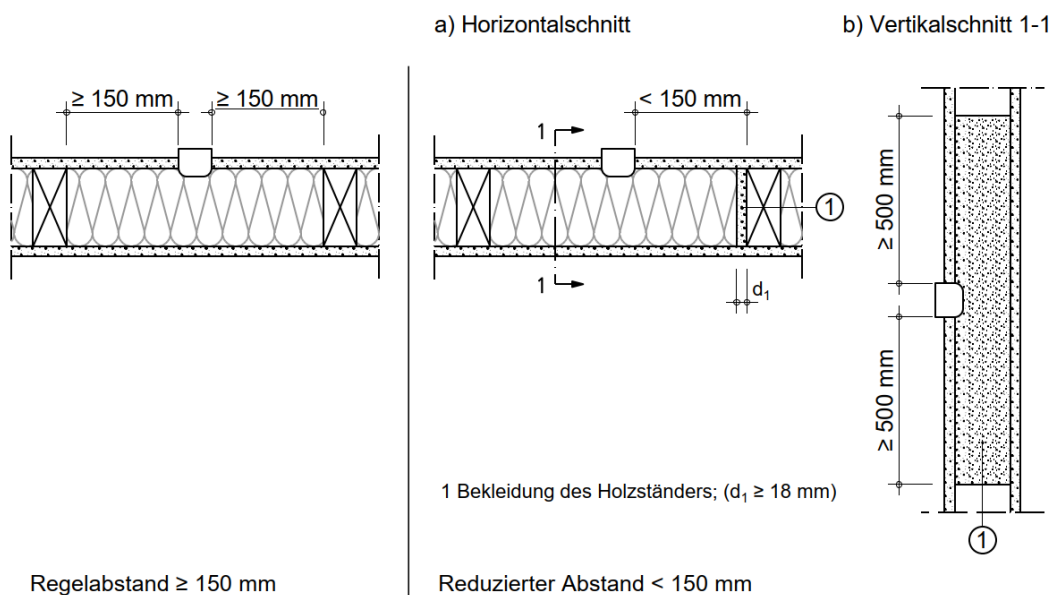 a) Horizontalschnitt
b) Vertikalschnitt 1-1
≥ 150 mm
≥ 150 mm
< 150 mm
1
1
1
d₁
≥ 500 mm
≥ 500 mm
1 Bekleidung des Holzständers; (d₁ ≥ 18 mm)
1
Regelabstand ≥ 150 mm
Reduzierter Abstand < 150 mm